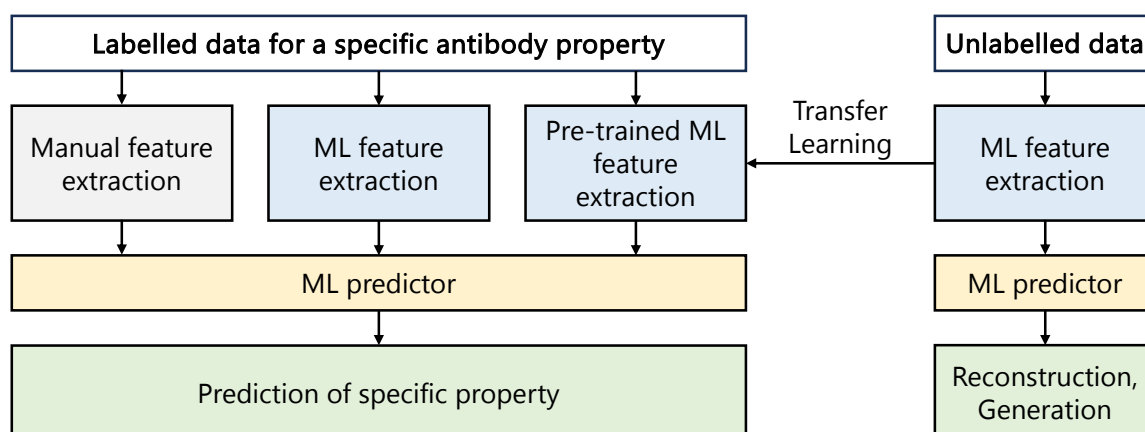 Labelled data for a specific antibody property
Unlabelled data
Manual feature
extraction
ML feature
extraction
Pre-trained ML
feature
extraction
Transfer
Learning
ML feature
extraction
ML predictor
ML predictor
Prediction of specific property
Reconstruction,
Generation